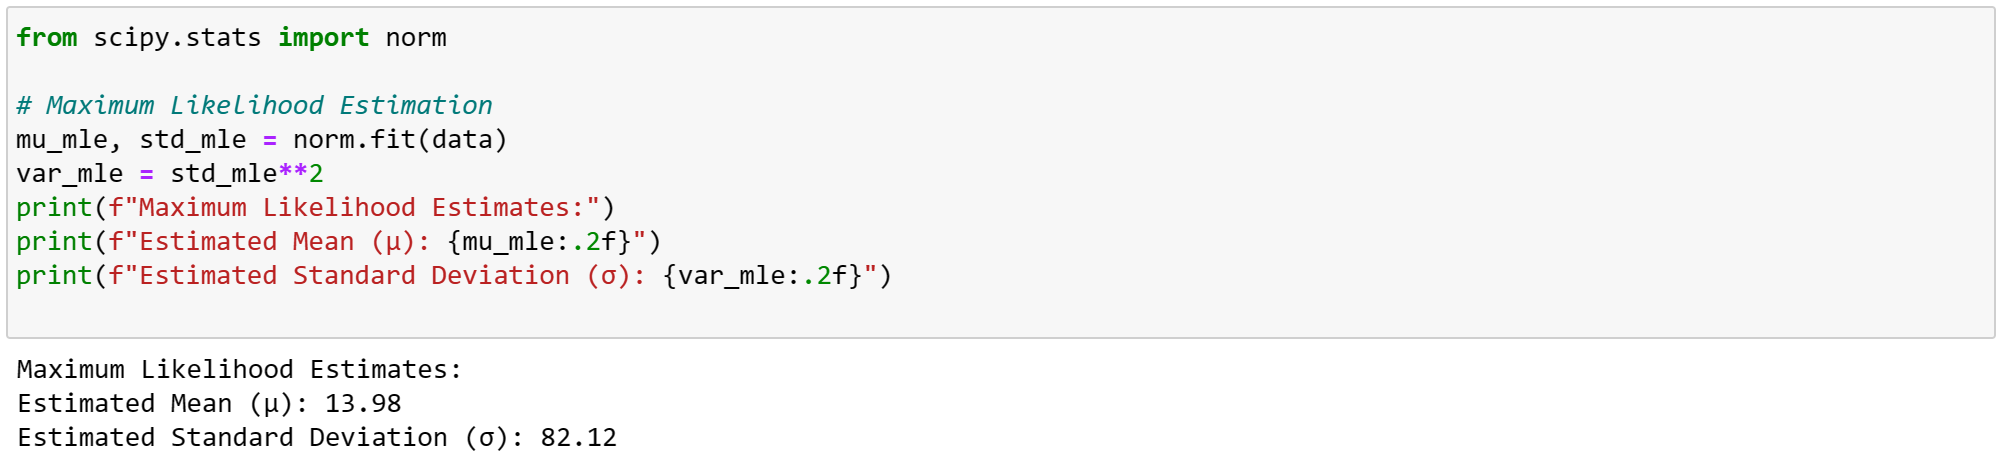 from scipy.stats import norm
# Maximum Likelihood Estimation
mu_mle, std_mle = norm.fit(data)
var_mle = std_mle**2
print(f"Maximum Likelihood Estimates:")
print(f"Estimated Mean (μ): {mu_mle:.2f}")
print(f"Estimated Standard Deviation (σ): {var_mle:.2f}")
Maximum Likelihood Estimates:
Estimated Mean (μ): 13.98
Estimated Standard Deviation (σ): 82.12